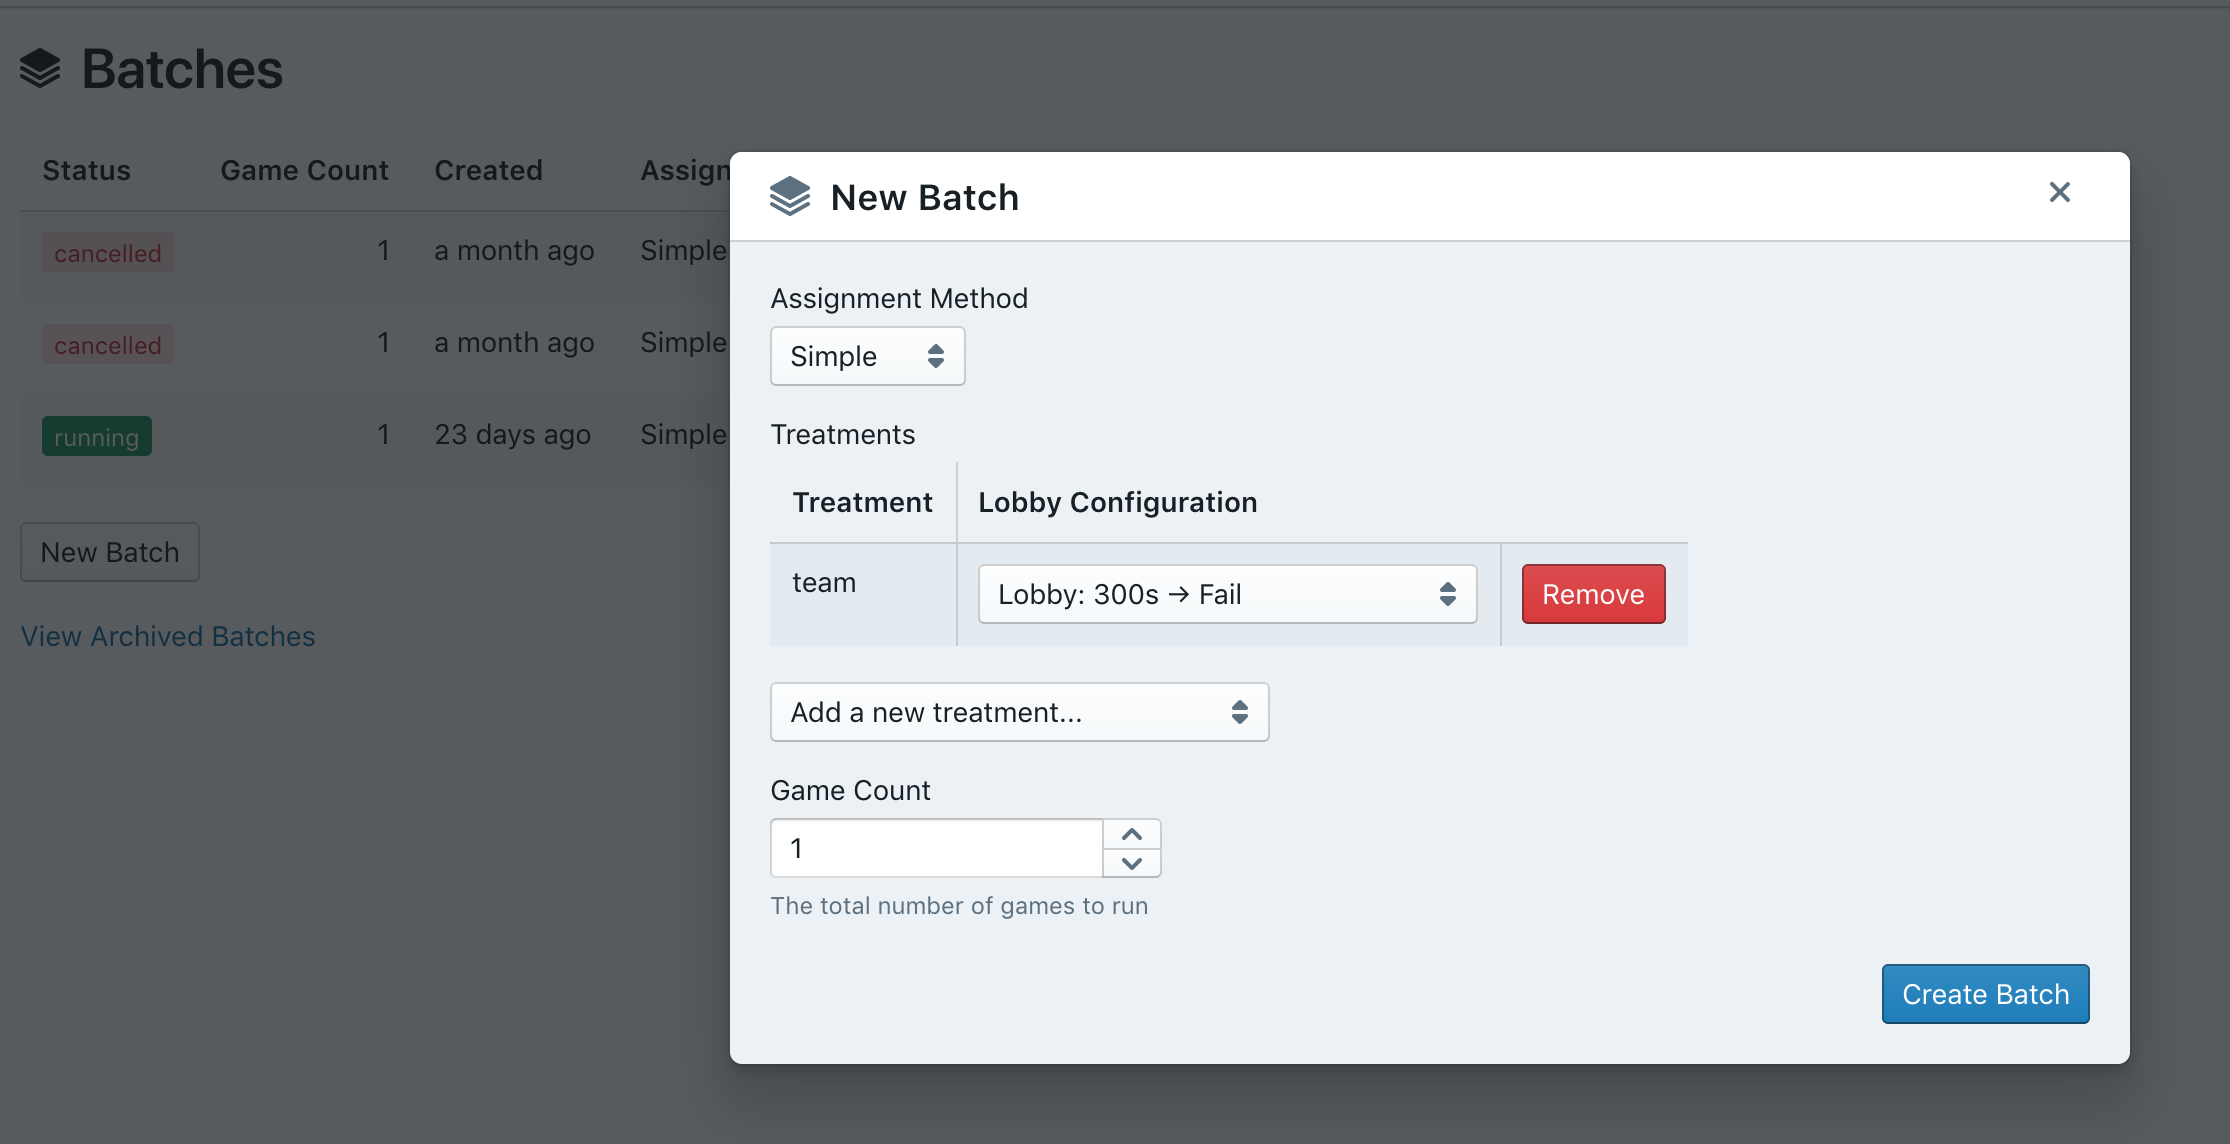 Batches
Status Game Count Created Assign
cancelled 1 a month ago Simple
cancelled 1 a month ago Simple
running 1 23 days ago Simple
New Batch
View Archived Batches
New Batch
Assignment Method
Simple
Treatments
Treatment Lobby Configuration
team Lobby: 300s → Fail Remove
Add a new treatment...
Game Count
1
The total number of games to run
Create Batch